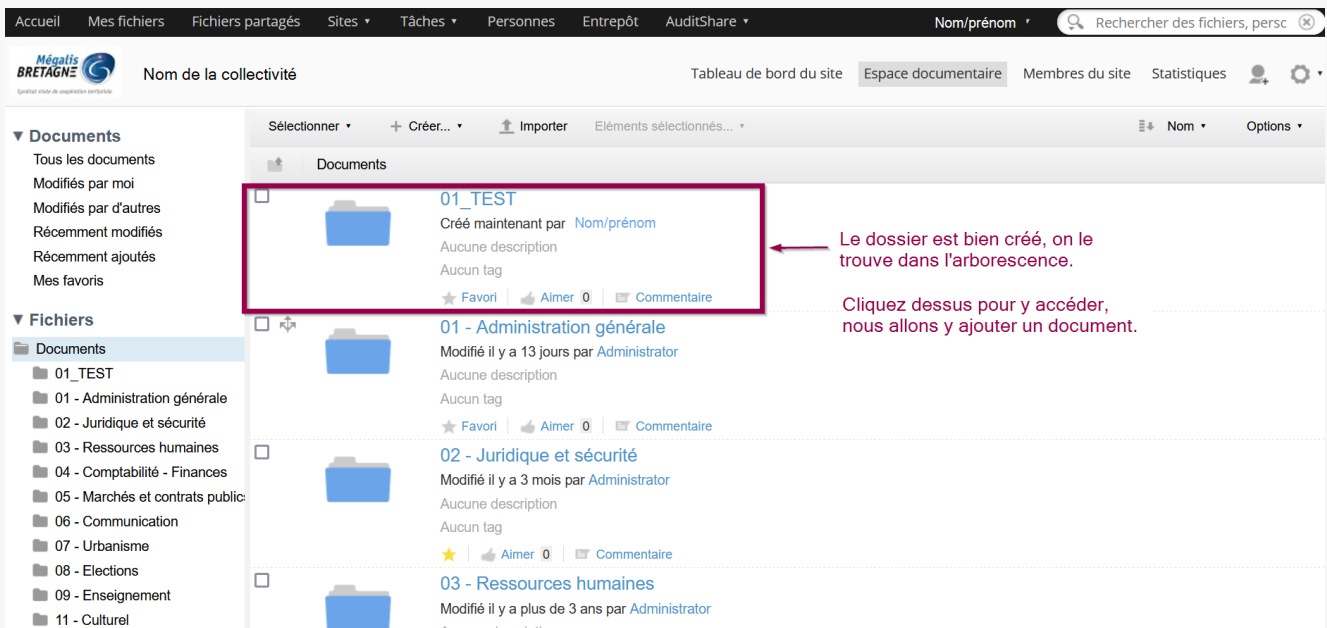 Accueil Mes fichiers Fichiers partagés Sites Tâches Personnes Entrepôt AuditShare Nom/prénom Rechercher des fichiers, persc
Mégalis
BRETAGNE
Syndicat mixte de coopération territoriale
Nom de la collectivité
Tableau de bord du site Espace documentaire Membres du site Statistiques
Documents
Tous les documents
Modifiés par moi
Modifiés par d'autres
Récemment modifiés
Récemment ajoutés
Mes favoris
Fichiers
Documents
01_TEST
01 - Administration générale
02 - Juridique et sécurité
03 - Ressources humaines
04 - Comptabilité - Finances
05 - Marchés et contrats public
06 - Communication
07 - Urbanisme
08 - Elections
09 - Enseignement
11 - Culturel
Sélectionner + Créer... Importer Eléments sélectionnés... Nom Options
Documents
01_TEST
Créé maintenant par Nom/prénom
Aucune description
Aucun tag
Favori Aimer 0 Commentaire
Le dossier est bien créé, on le
trouve dans l'arborescence.
Cliquez dessus pour y accéder,
nous allons y ajouter un document.
01 - Administration générale
Modifié il y a 13 jours par Administrator
Aucune description
Aucun tag
Favori Aimer 0 Commentaire
02 - Juridique et sécurité
Modifié il y a 3 mois par Administrator
Aucune description
Aucun tag
Aimer 0 Commentaire
03 - Ressources humaines
Modifié il y a plus de 3 ans par Administrator